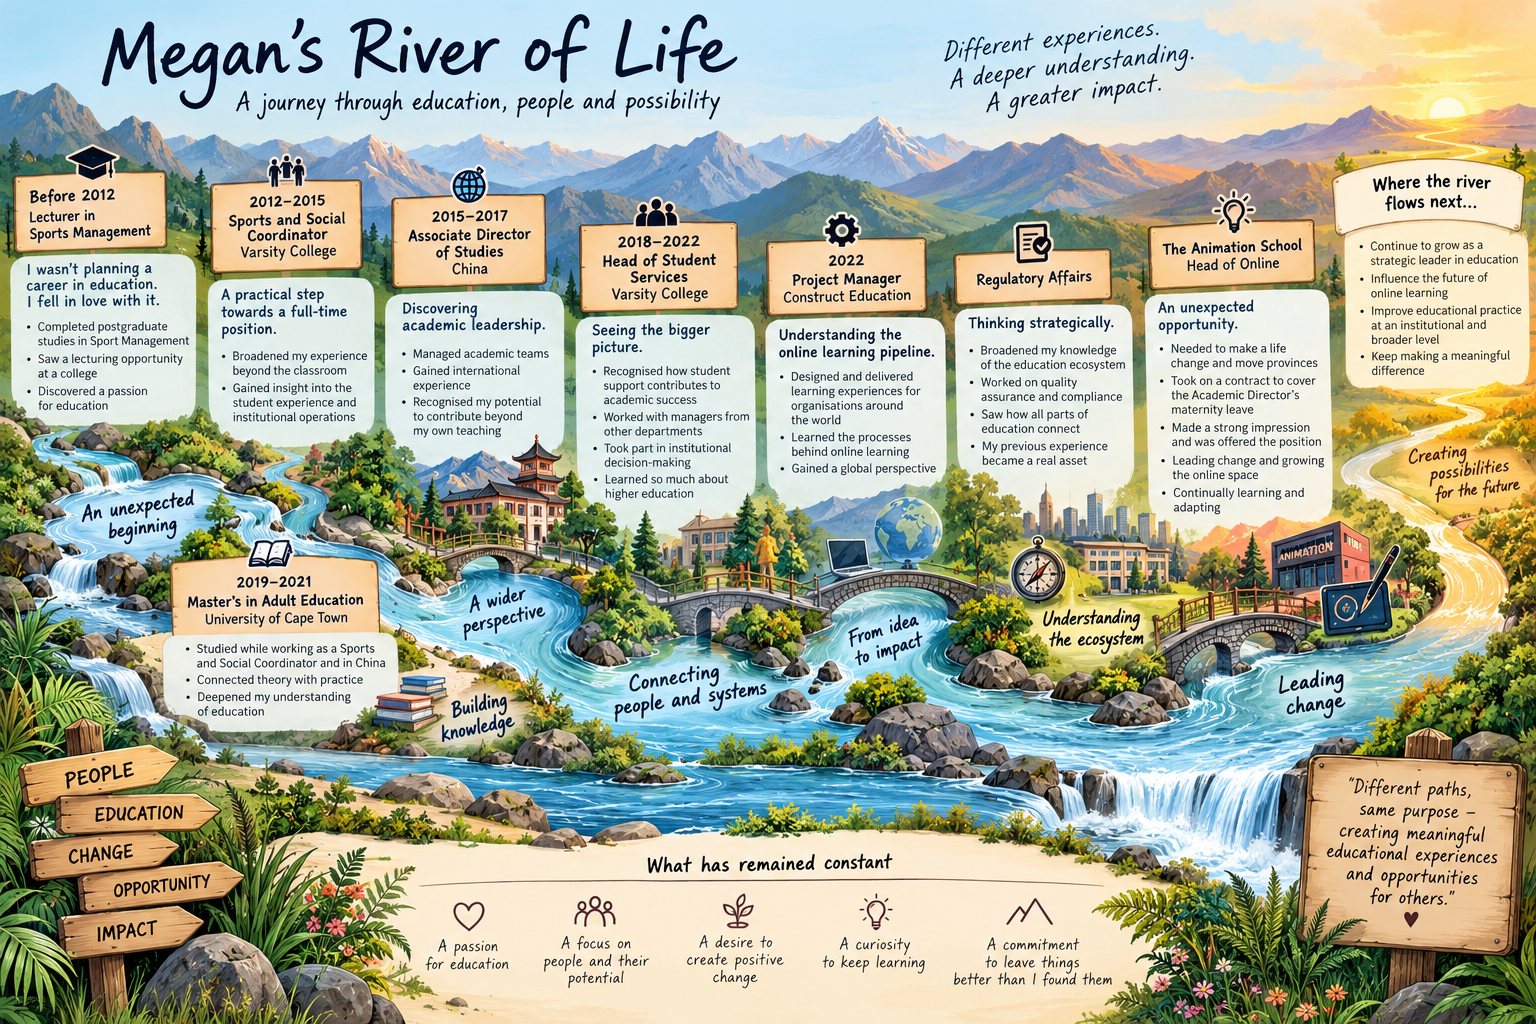 Megan's River of Life
A journey through education, people and possibility
Different experiences.
A deeper understanding.
A greater impact.
Before 2012
Lecturer in
Sports Management
I wasn't planning a
career in education.
I fell in love with it.
• Completed postgraduate
studies in Sport Management
• Saw a lecturing opportunity
at a college
• Discovered a passion
for education
2012–2015
Sports and Social
Coordinator
Varsity College
A practical step
towards a full-time
position.
• Broadened my experience
beyond the classroom
• Gained insight into the
student experience and
institutional operations
2015–2017
Associate Director
of Studies
China
Discovering
academic leadership.
• Managed academic teams
• Gained international
experience
• Recognised my potential
to contribute beyond
my own teaching
2018–2022
Head of Student
Services
Varsity College
Seeing the bigger
picture.
• Recognised how student
support contributes to
academic success
• Worked with managers from
other departments
• Took part in institutional
decision-making
• Learned so much about
higher education
2022
Project Manager
Construct Education
Understanding the
online learning pipeline.
• Designed and delivered
learning experiences for
organisations around
the world
• Learned the processes
behind online learning
• Gained a global perspective
Regulatory Affairs
Thinking strategically.
• Broadened my knowledge
of the education ecosystem
• Worked on quality
assurance and compliance
• Saw how all parts of
education connect
• My previous experience
became a real asset
The Animation School
Head of Online
An unexpected
opportunity.
• Needed to make a life
change and move provinces
• Took on a contract to cover
the Academic Director's
maternity leave
• Made a strong impression
and was offered the position
• Leading change and growing
the online space
• Continually learning and
adapting
Where the river
flows next...
• Continue to grow as a
strategic leader in education
• Influence the future of
online learning
• Improve educational practice
at an institutional and
broader level
• Keep making a meaningful
difference
An unexpected
beginning
2019–2021
Master's in Adult Education
University of Cape Town
• Studied while working as a Sports
and Social Coordinator and in China
• Connected theory with practice
• Deepened my understanding
of education
Building
knowledge
A wider
perspective
Connecting
people and systems
From idea
to impact
Understanding
the ecosystem
ANIMATION
Leading
change
Creating
possibilities
for the future
PEOPLE
EDUCATION
CHANGE
OPPORTUNITY
IMPACT
What has remained constant
A passion
for education
A focus on
people and their
potential
A desire to
create positive
change
A curiosity
to keep learning
A commitment
to leave things
better than I found them
"Different paths,
same purpose –
creating meaningful
educational experiences
and opportunities
for others."